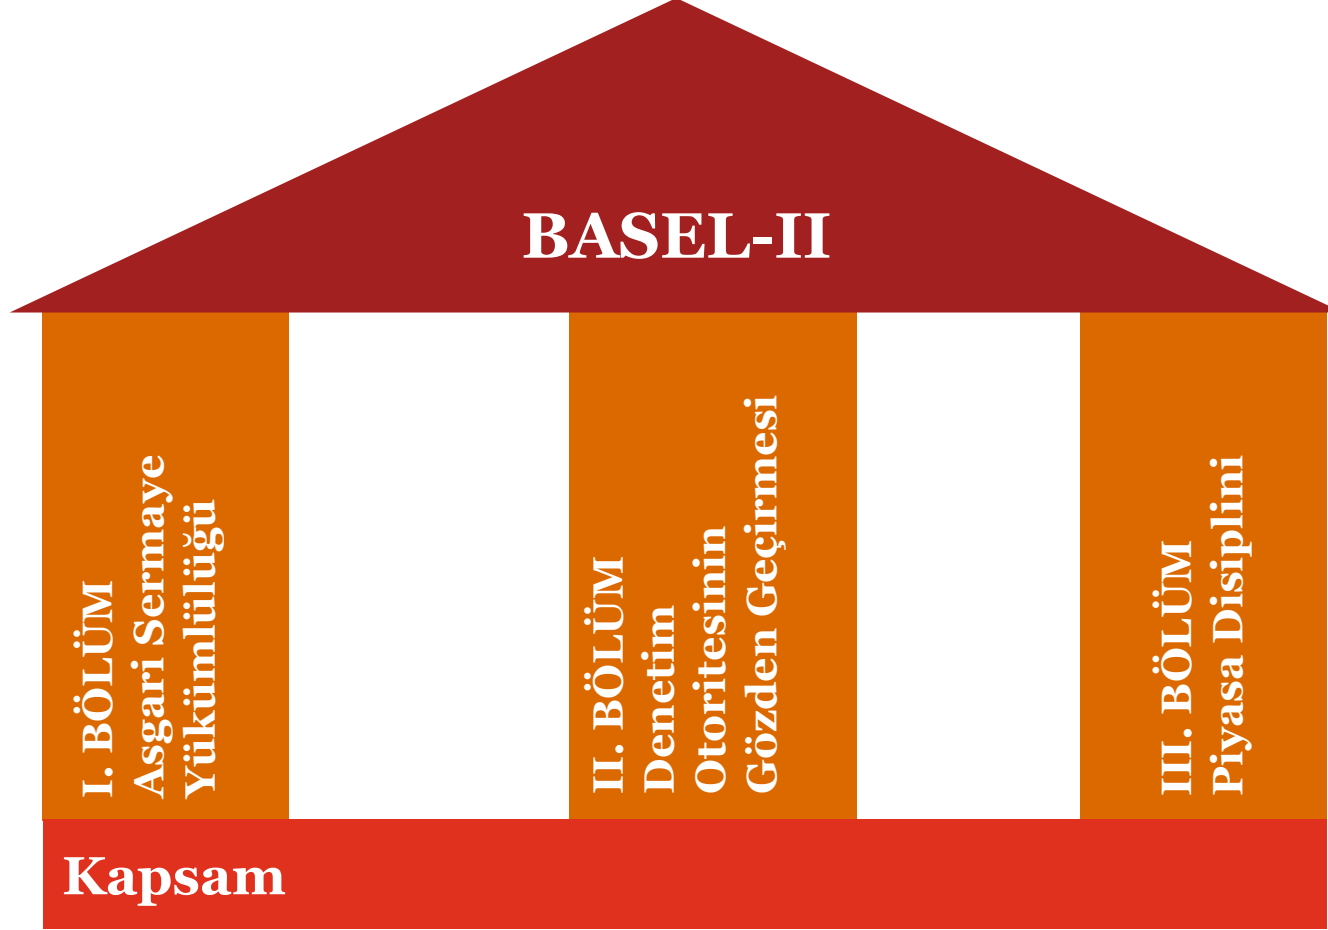 BASEL-II
I. BÖLÜM
Asgari Sermaye
Yükümlülüğü
II. BÖLÜM
Denetim
Otoritesinin
Gözden Geçirmesi
III. BÖLÜM
Piyasa Disiplini
Kapsam